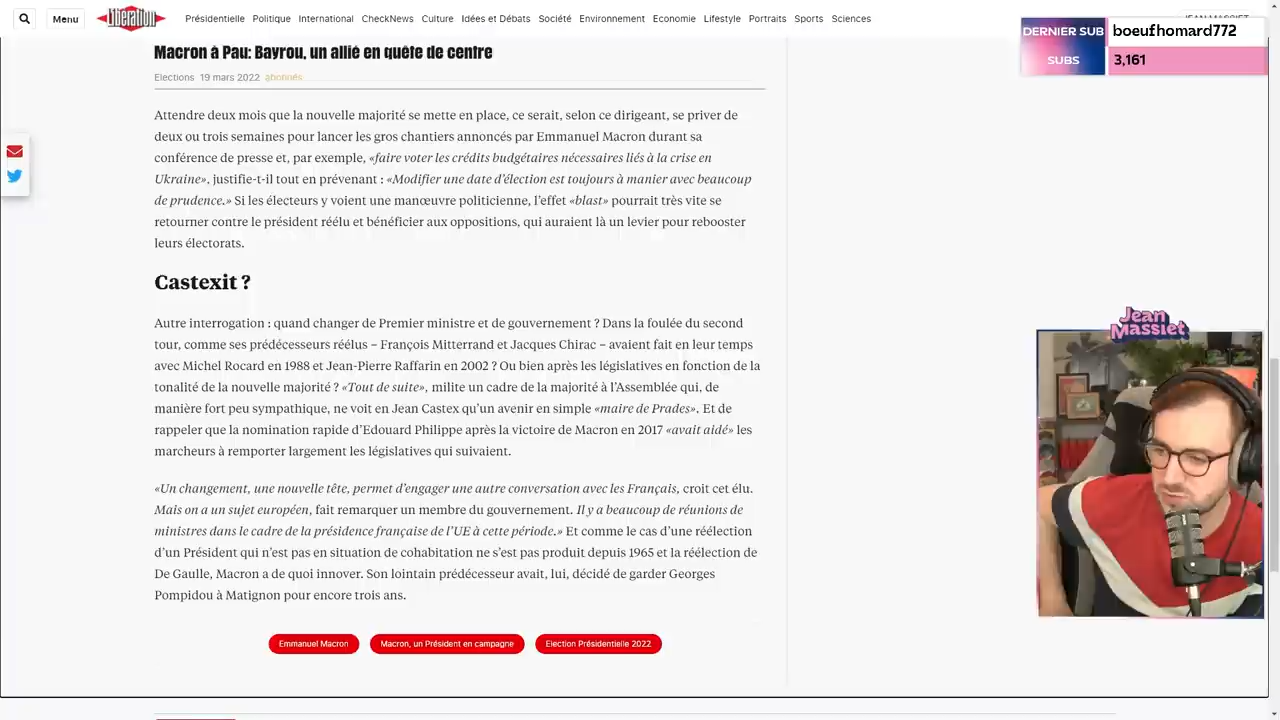 Menu
Libération
Présidentielle Politique International CheckNews Culture Idées et Débats Société Environnement Economie Lifestyle Portraits Sports Sciences
JEAN MASSIET
DERNIER SUB
boeufhomard772
SUBS
3,161
Macron à Pau: Bayrou, un allié en quête de centre
Elections 19 mars 2022 abonnés
Attendre deux mois que la nouvelle majorité se mette en place, ce serait, selon ce dirigeant, se priver de
deux ou trois semaines pour lancer les gros chantiers annoncés par Emmanuel Macron durant sa
conférence de presse et, par exemple, «faire voter les crédits budgétaires nécessaires liés à la crise en
Ukraine», justifie-t-il tout en prévenant : «Modifier une date d’élection est toujours à manier avec beaucoup
de prudence.» Si les électeurs y voient une manœuvre politicienne, l’effet «blast» pourrait très vite se
retourner contre le président réélu et bénéficier aux oppositions, qui auraient là un levier pour rebooster
leurs électorats.
Castexit ?
Autre interrogation : quand changer de Premier ministre et de gouvernement ? Dans la foulée du second
tour, comme ses prédécesseurs réélus – François Mitterrand et Jacques Chirac – avaient fait en leur temps
avec Michel Rocard en 1988 et Jean-Pierre Raffarin en 2002 ? Ou bien après les législatives en fonction de la
tonalité de la nouvelle majorité ? «Tout de suite», milite un cadre de la majorité à l’Assemblée qui, de
manière fort peu sympathique, ne voit en Jean Castex qu’un avenir en simple «maire de Prades». Et de
rappeler que la nomination rapide d’Edouard Philippe après la victoire de Macron en 2017 «avait aidé» les
marcheurs à remporter largement les législatives qui suivaient.
«Un changement, une nouvelle tête, permet d’engager une autre conversation avec les Français, croit cet élu.
Mais on a un sujet européen, fait remarquer un membre du gouvernement. Il y a beaucoup de réunions de
ministres dans le cadre de la présidence française de l’UE à cette période.» Et comme le cas d’une réélection
d’un Président qui n’est pas en situation de cohabitation ne s’est pas produit depuis 1965 et la réélection de
De Gaulle, Macron a de quoi innover. Son lointain prédécesseur avait, lui, décidé de garder Georges
Pompidou à Matignon pour encore trois ans.
Emmanuel Macron
Macron, un Président en campagne
Election Présidentielle 2022
Jean
Massiet